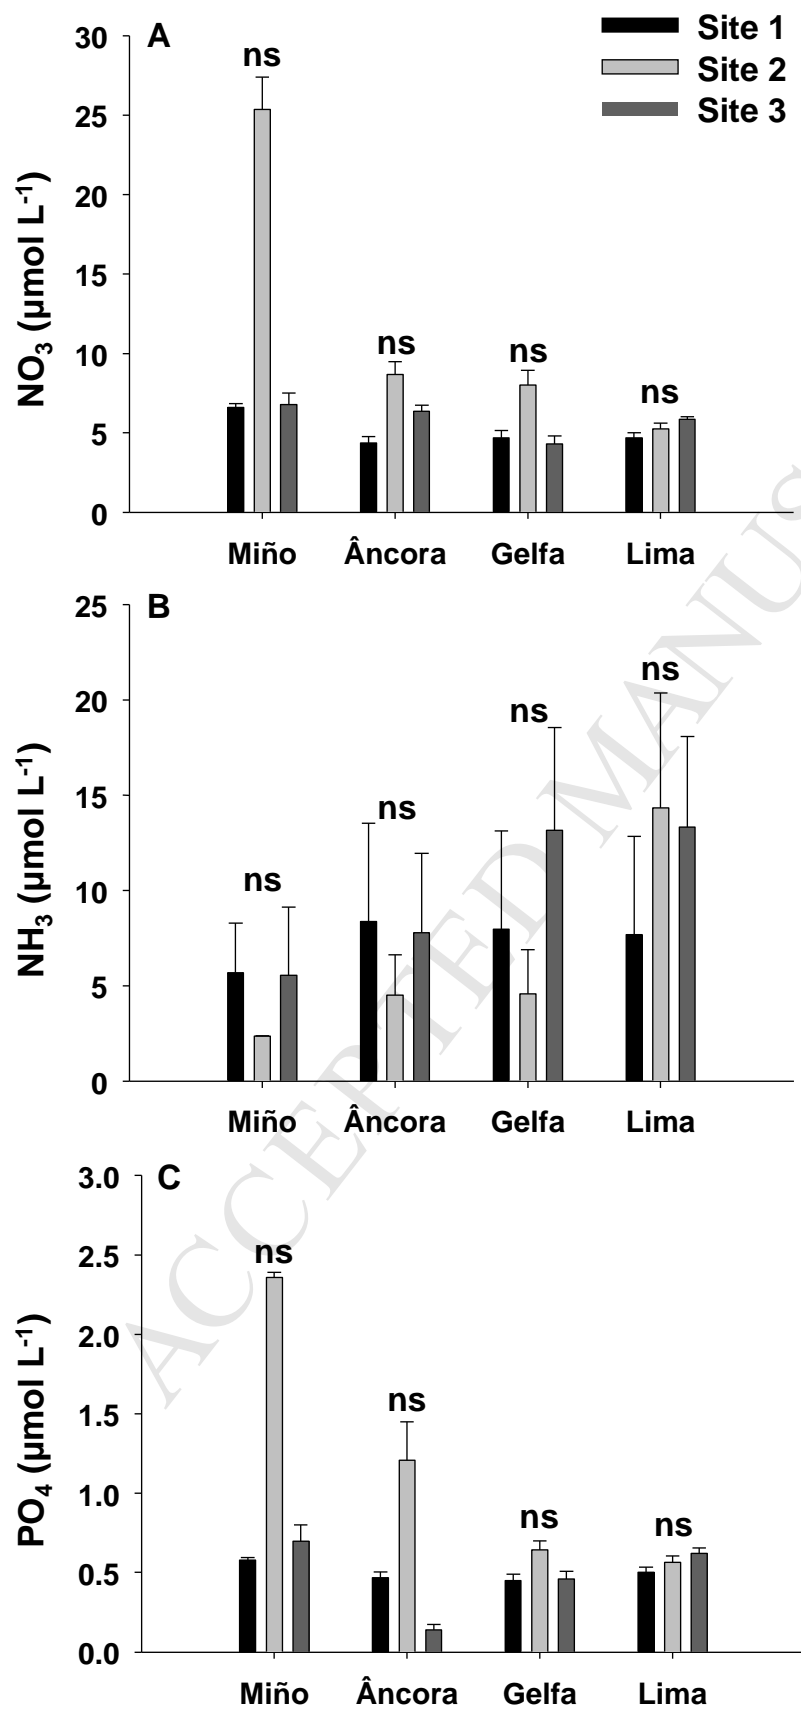 A
Site 1
Site 2
Site 3
NO₃ (µmol L⁻¹)
30
25
20
15
10
5
0
ns
ns
ns
ns
Miño Âncora Gelfa Lima
B
NH₃ (µmol L⁻¹)
25
20
15
10
5
0
ns
ns
ns
ns
Miño Âncora Gelfa Lima
C
PO₄ (µmol L⁻¹)
3.0
2.5
2.0
1.5
1.0
0.5
0.0
ns
ns
ns
ns
Miño Âncora Gelfa Lima
ACCEPTED MANUS